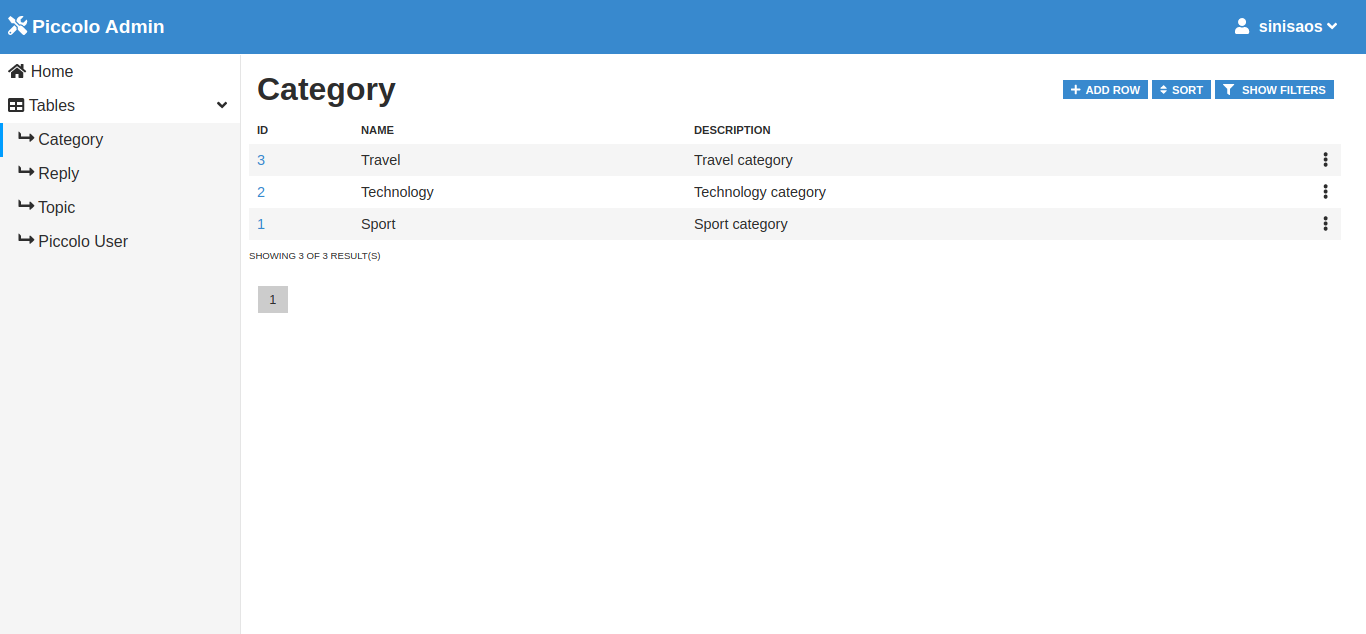 Piccolo Admin
sinisaos
Home
Tables
Category
Reply
Topic
Piccolo User
Category
ADD ROW SORT SHOW FILTERS
ID NAME DESCRIPTION
3 Travel Travel category
2 Technology Technology category
1 Sport Sport category
SHOWING 3 OF 3 RESULT(S)
1